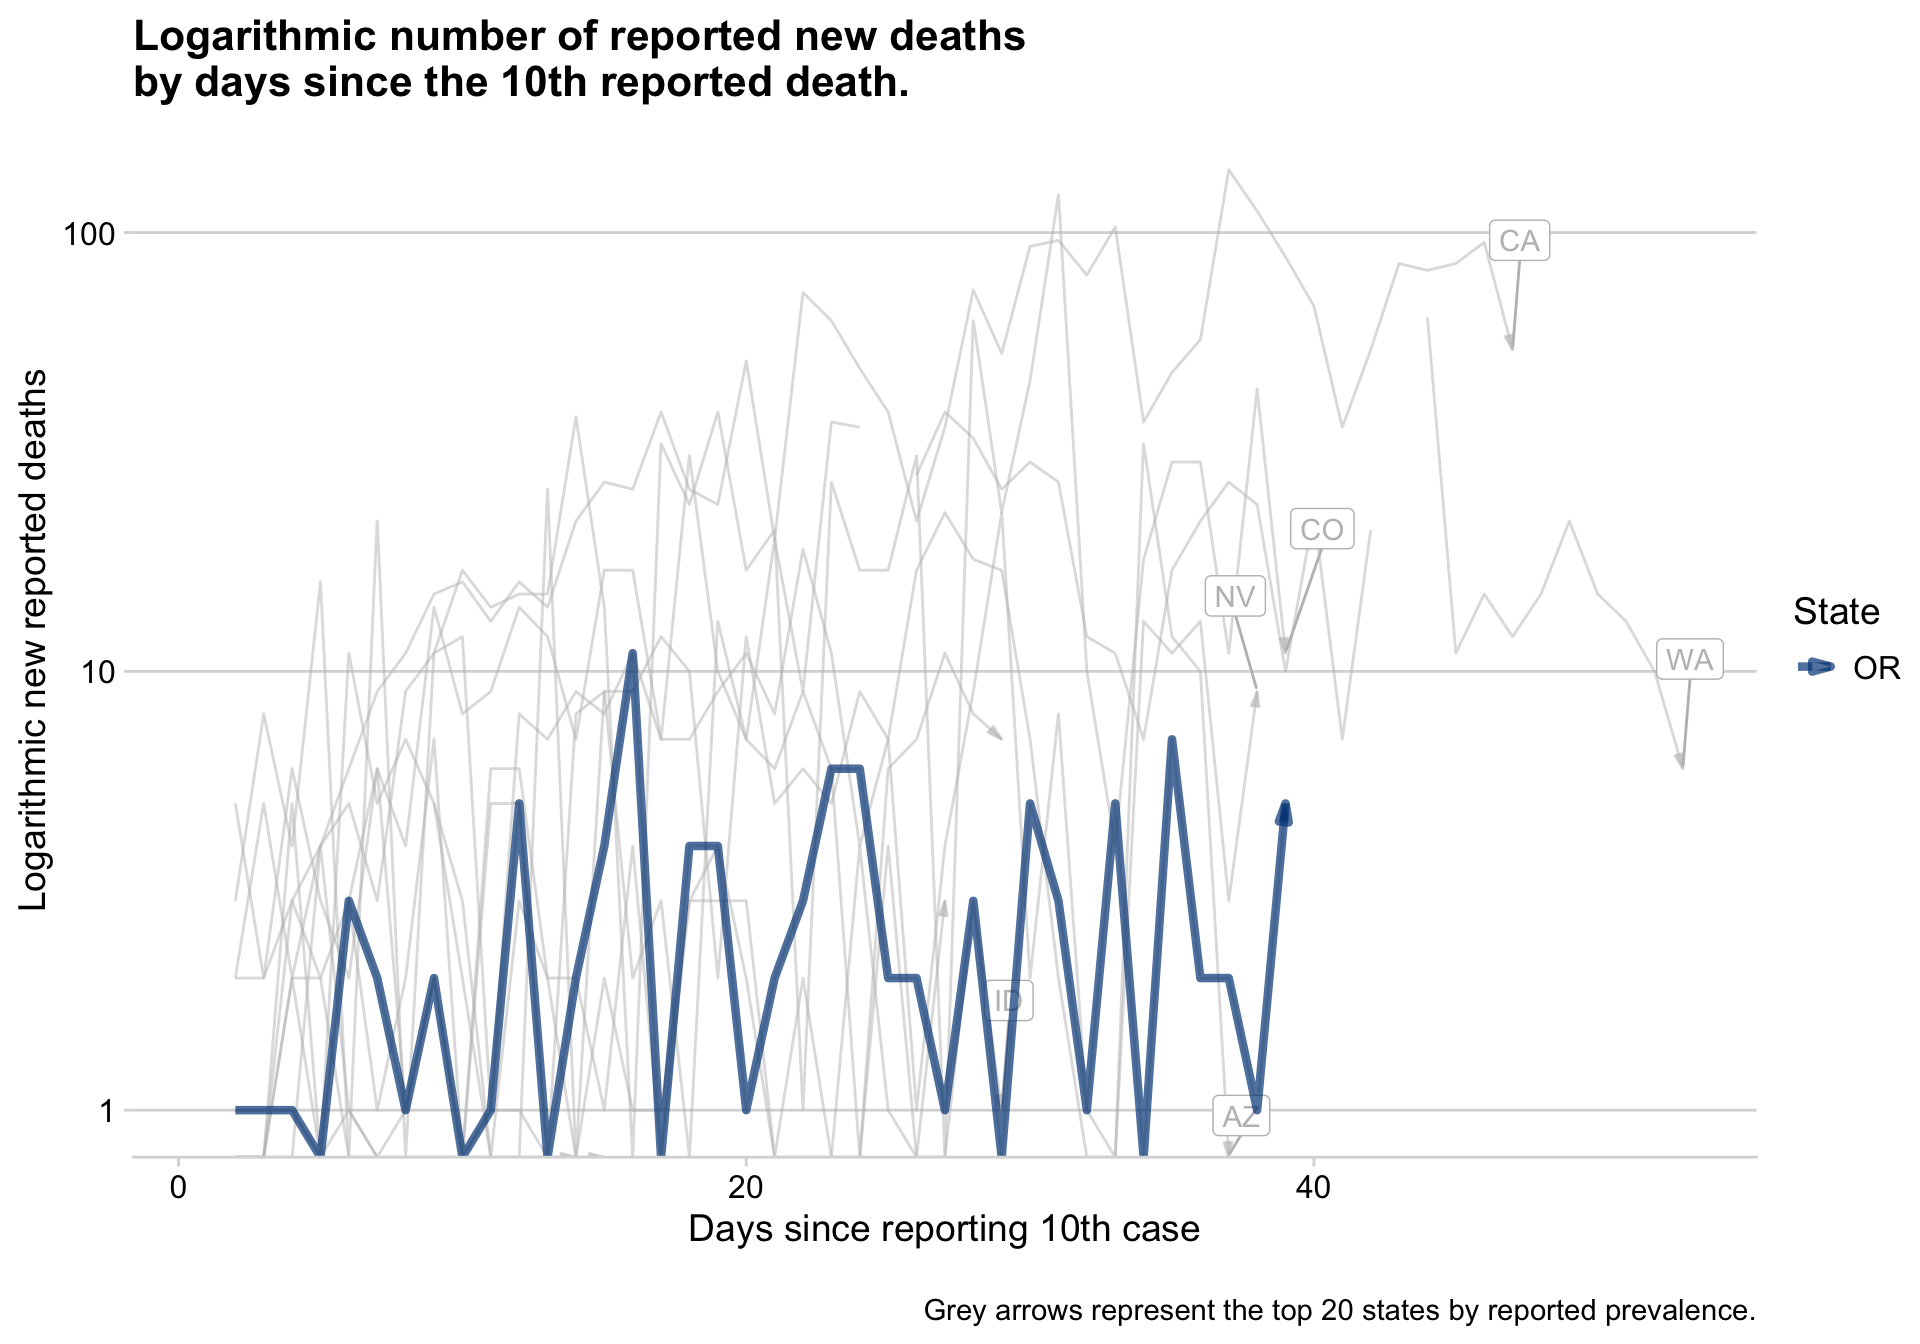 Logarithmic number of reported new deaths
by days since the 10th reported death.
Logarithmic new reported deaths
100
10
1
CA
CO
NV
WA
ID
AZ
State
OR
0 20 40
Days since reporting 10th case
Grey arrows represent the top 20 states by reported prevalence.